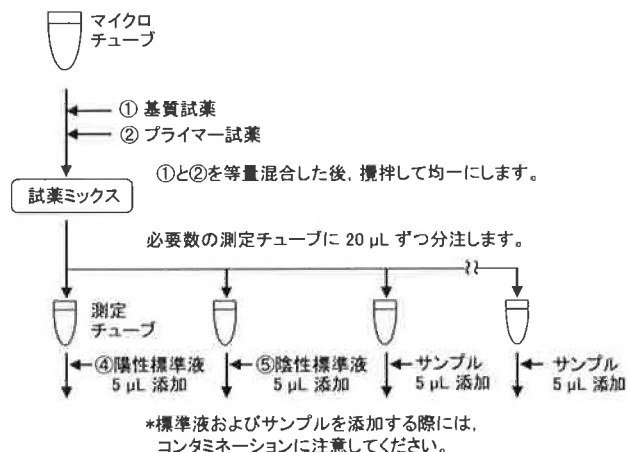 マイクロ
チューブ
① 基質試薬
② プライマー試薬
①と②を等量混合した後, 攪拌して均一にします。
試薬ミックス
必要数の測定チューブに 20 μL ずつ分注します。
測定
チューブ
④陽性標準液
5 μL 添加
⑤陰性標準液
5 μL 添加
サンプル
5 μL 添加
サンプル
5 μL 添加
*標準液およびサンプルを添加する際には,
コンタミネーションに注意してください。